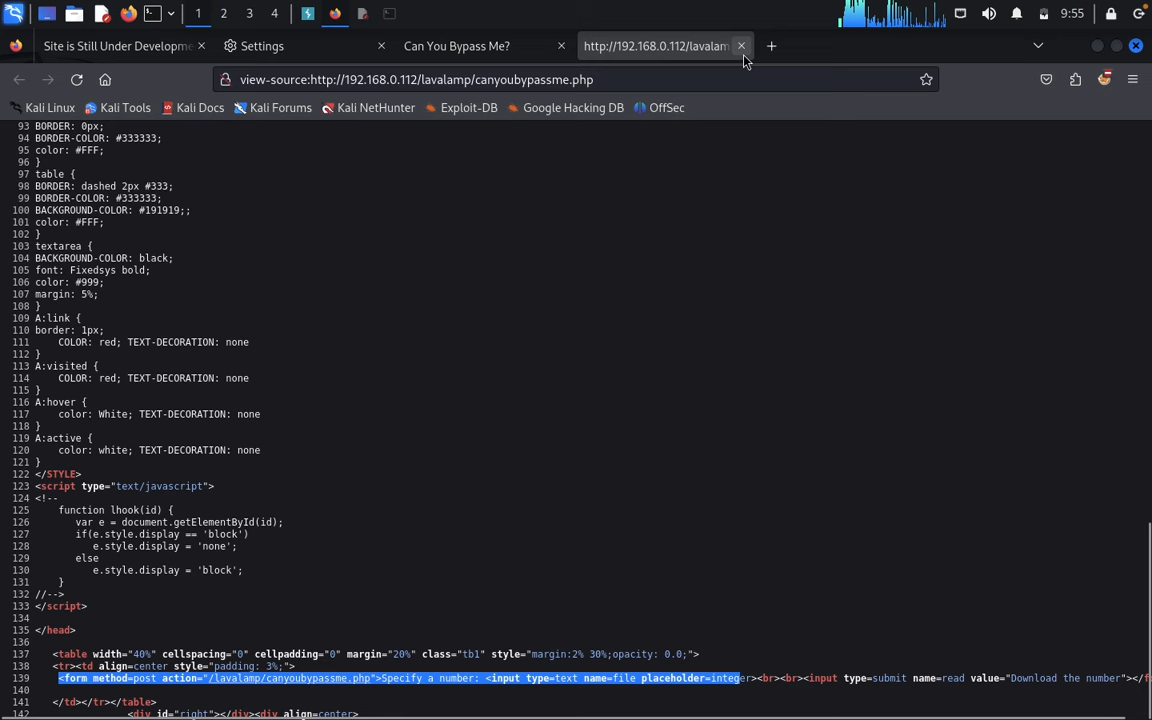 1 2 3 4 9:55
Site is Still Under Developme Settings Can You Bypass Me? http://192.168.0.112/lavalam
view-source:http://192.168.0.112/lavalamp/canyoubypassme.php
Kali Linux Kali Tools Kali Docs Kali Forums Kali NetHunter Exploit-DB Google Hacking DB OffSec
93 BORDER: 0px;
94 BORDER-COLOR: #333333;
95 color: #FFF;
96 }
97 table {
98 BORDER: dashed 2px #333;
99 BORDER-COLOR: #333333;
100 BACKGROUND-COLOR: #191919;;
101 color: #FFF;
102 }
103 textarea {
104 BACKGROUND-COLOR: black;
105 font: Fixedsys bold;
106 color: #999;
107 margin: 5%;
108 }
109 A:link {
110 border: 1px;
111 COLOR: red; TEXT-DECORATION: none
112 }
113 A:visited {
114 COLOR: red; TEXT-DECORATION: none
115 }
116 A:hover {
117 color: White; TEXT-DECORATION: none
118 }
119 A:active {
120 color: white; TEXT-DECORATION: none
121 }
122 </STYLE>
123 <script type="text/javascript">
124 <!--
125 function lhook(id) {
126 var e = document.getElementById(id);
127 if(e.style.display == 'block')
128 e.style.display = 'none';
129 else
130 e.style.display = 'block';
131 }
132 //-->
133 </script>
134
135 </head>
136
137 <table width="40%" cellspacing="0" cellpadding="0" margin="20%" class="tb1" style="margin:2% 30%;opacity: 0.0;">
138 <tr><td align=center style="padding: 3%;">
139 <form method=post action="/lavalamp/canyoubypassme.php">Specify a number: <input type=text name=file placeholder=integer><br><br><input type=submit name=read value="Download the number"></f
140
141 </td></tr></table>
142 <div id="right"></div><div align=center>